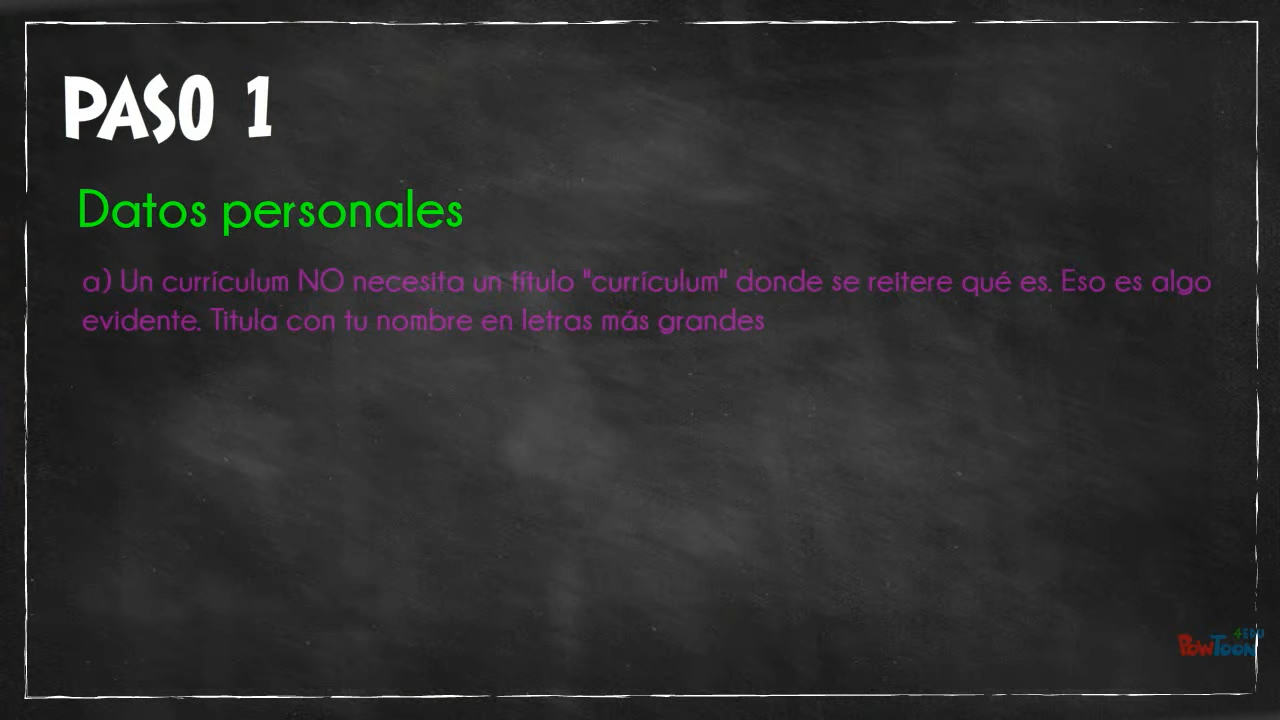 PASO 1
Datos personales
a) Un currículum NO necesita un título "currículum" donde se reitere qué es. Eso es algo
evidente. Titula con tu nombre en letras más grandes
4EDU
PowToon